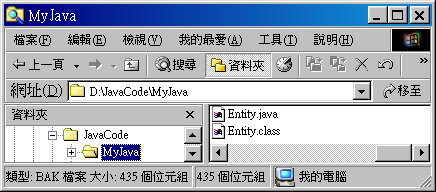 MyJava
檔案(F) 編輯(E) 檢視(V) 我的最愛(A) 工具(T) 說明(H)
上一頁 搜尋 資料夾
網址(D) D:\JavaCode\MyJava 移至
資料夾
JavaCode
MyJava
Entity.java
Entity.class
類型: BAK 檔案 大小: 435 個位元組 435 個位元組 我的電腦